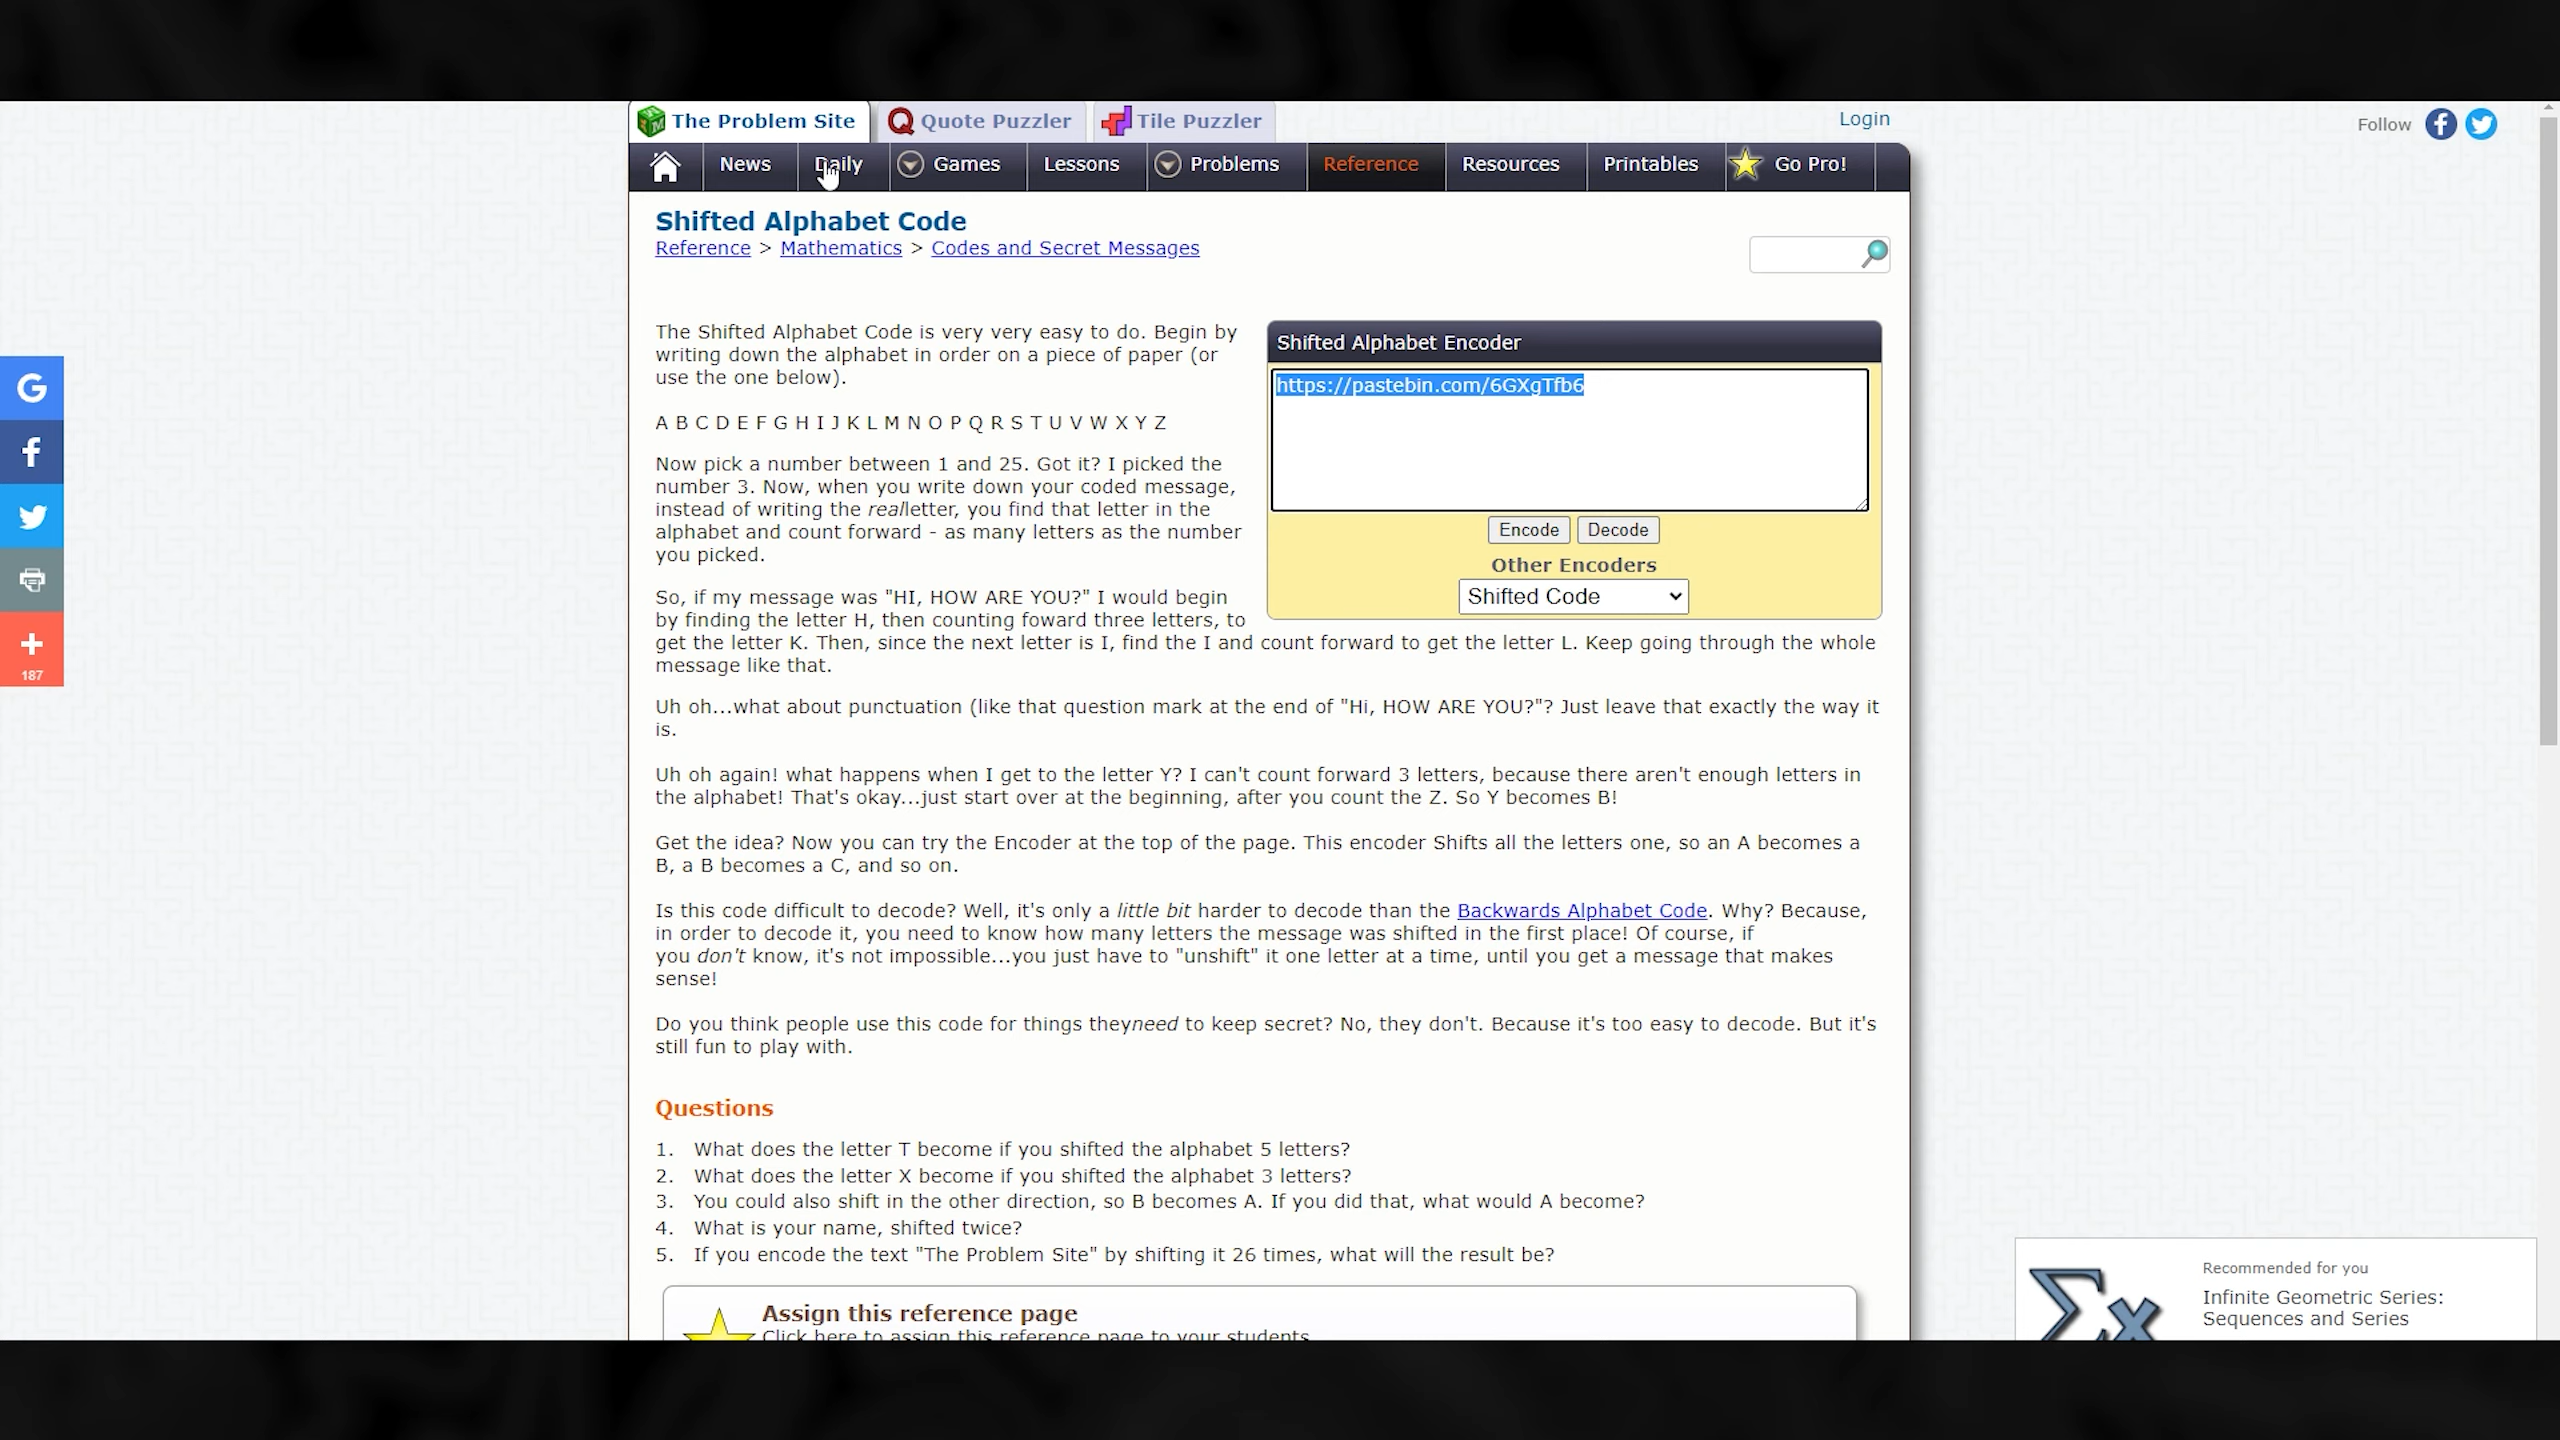 The Problem Site
Quote Puzzler
Tile Puzzler
Login
Follow
News
Daily
Games
Lessons
Problems
Reference
Resources
Printables
Go Pro!
Shifted Alphabet Code
Reference > Mathematics > Codes and Secret Messages
The Shifted Alphabet Code is very very easy to do. Begin by
writing down the alphabet in order on a piece of paper (or
use the one below).
A B C D E F G H I J K L M N O P Q R S T U V W X Y Z
Now pick a number between 1 and 25. Got it? I picked the
number 3. Now, when you write down your coded message,
instead of writing the realletter, you find that letter in the
alphabet and count forward - as many letters as the number
you picked.
Shifted Alphabet Encoder
https://pastebin.com/6GXgTfb6
Encode
Decode
Other Encoders
Shifted Code
So, if my message was "HI, HOW ARE YOU?" I would begin
by finding the letter H, then counting foward three letters, to
get the letter K. Then, since the next letter is I, find the I and count forward to get the letter L. Keep going through the whole
message like that.
Uh oh...what about punctuation (like that question mark at the end of "Hi, HOW ARE YOU?"? Just leave that exactly the way it
is.
Uh oh again! what happens when I get to the letter Y? I can't count forward 3 letters, because there aren't enough letters in
the alphabet! That's okay...just start over at the beginning, after you count the Z. So Y becomes B!
Get the idea? Now you can try the Encoder at the top of the page. This encoder Shifts all the letters one, so an A becomes a
B, a B becomes a C, and so on.
Is this code difficult to decode? Well, it's only a little bit harder to decode than the Backwards Alphabet Code. Why? Because,
in order to decode it, you need to know how many letters the message was shifted in the first place! Of course, if
you don't know, it's not impossible...you just have to "unshift" it one letter at a time, until you get a message that makes
sense!
Do you think people use this code for things theyneed to keep secret? No, they don't. Because it's too easy to decode. But it's
still fun to play with.
Questions
1. What does the letter T become if you shifted the alphabet 5 letters?
2. What does the letter X become if you shifted the alphabet 3 letters?
3. You could also shift in the other direction, so B becomes A. If you did that, what would A become?
4. What is your name, shifted twice?
5. If you encode the text "The Problem Site" by shifting it 26 times, what will the result be?
Assign this reference page
Click here to assign this reference page to your students.
187
Recommended for you
Infinite Geometric Series:
Sequences and Series